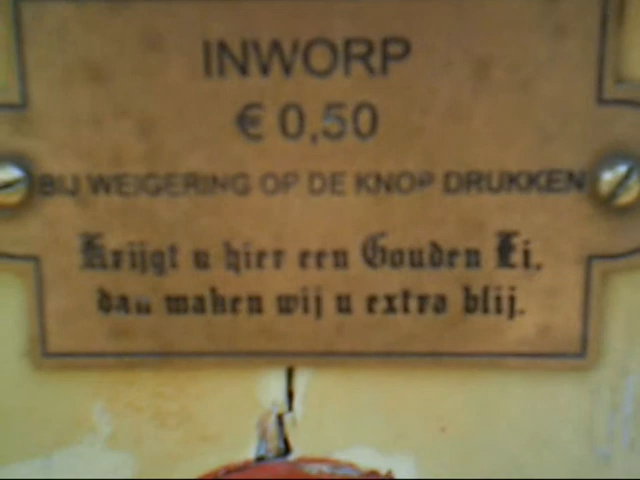 INWORP
€ 0,50
BIJ WEIGERING OP DE KNOP DRUKKEN
Krijgt u hier een Gouden Ei,
dan maken wij u extra blij.